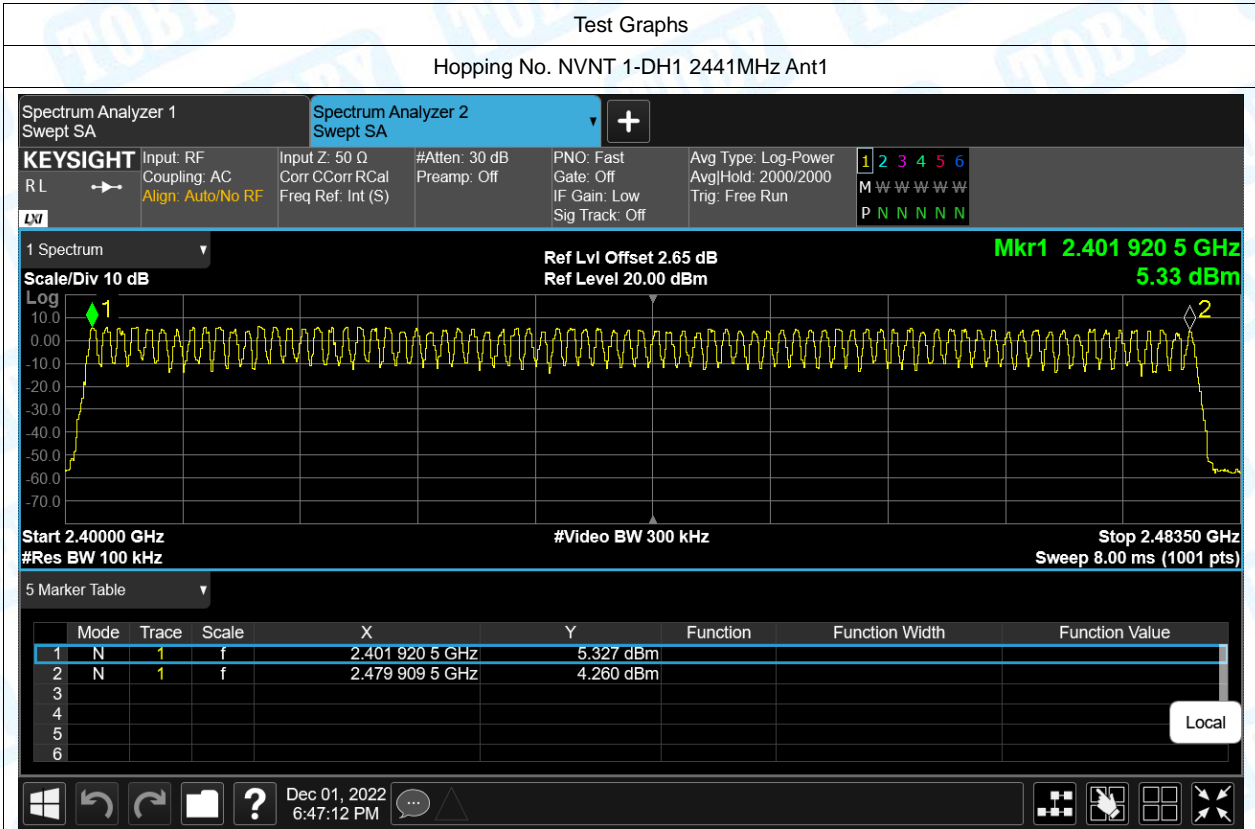 Test Graphs
Hopping No. NVNT 1-DH1 2441MHz Ant1
Spectrum Analyzer 1
Swept SA
Spectrum Analyzer 2
Swept SA
▼
+
KEYSIGHT
R L
LXI
Input: RF
Coupling: AC
Align: Auto/No RF
Input Z: 50 Ω
Corr CCorr RCal
Freq Ref: Int (S)
#Atten: 30 dB
Preamp: Off
PNO: Fast
Gate: Off
IF Gain: Low
Sig Track: Off
Avg Type: Log-Power
Avg|Hold: 2000/2000
Trig: Free Run
1 2 3 4 5 6
M W W W W W
P N N N N N
1 Spectrum ▼
Scale/Div 10 dB
Ref Lvl Offset 2.65 dB
Ref Level 20.00 dBm
Mkr1 2.401 920 5 GHz
5.33 dBm
Log
10.0
0.00
-10.0
-20.0
-30.0
-40.0
-50.0
-60.0
-70.0
1
2
Start 2.40000 GHz
#Res BW 100 kHz
#Video BW 300 kHz
Stop 2.48350 GHz
Sweep 8.00 ms (1001 pts)
5 Marker Table ▼
Mode Trace Scale X Y Function Function Width Function Value
1 N 1 f 2.401 920 5 GHz 5.327 dBm
2 N 1 f 2.479 909 5 GHz 4.260 dBm
3
4
5
6
Local
?
Dec 01, 2022
6:47:12 PM
TOBY
TOBY